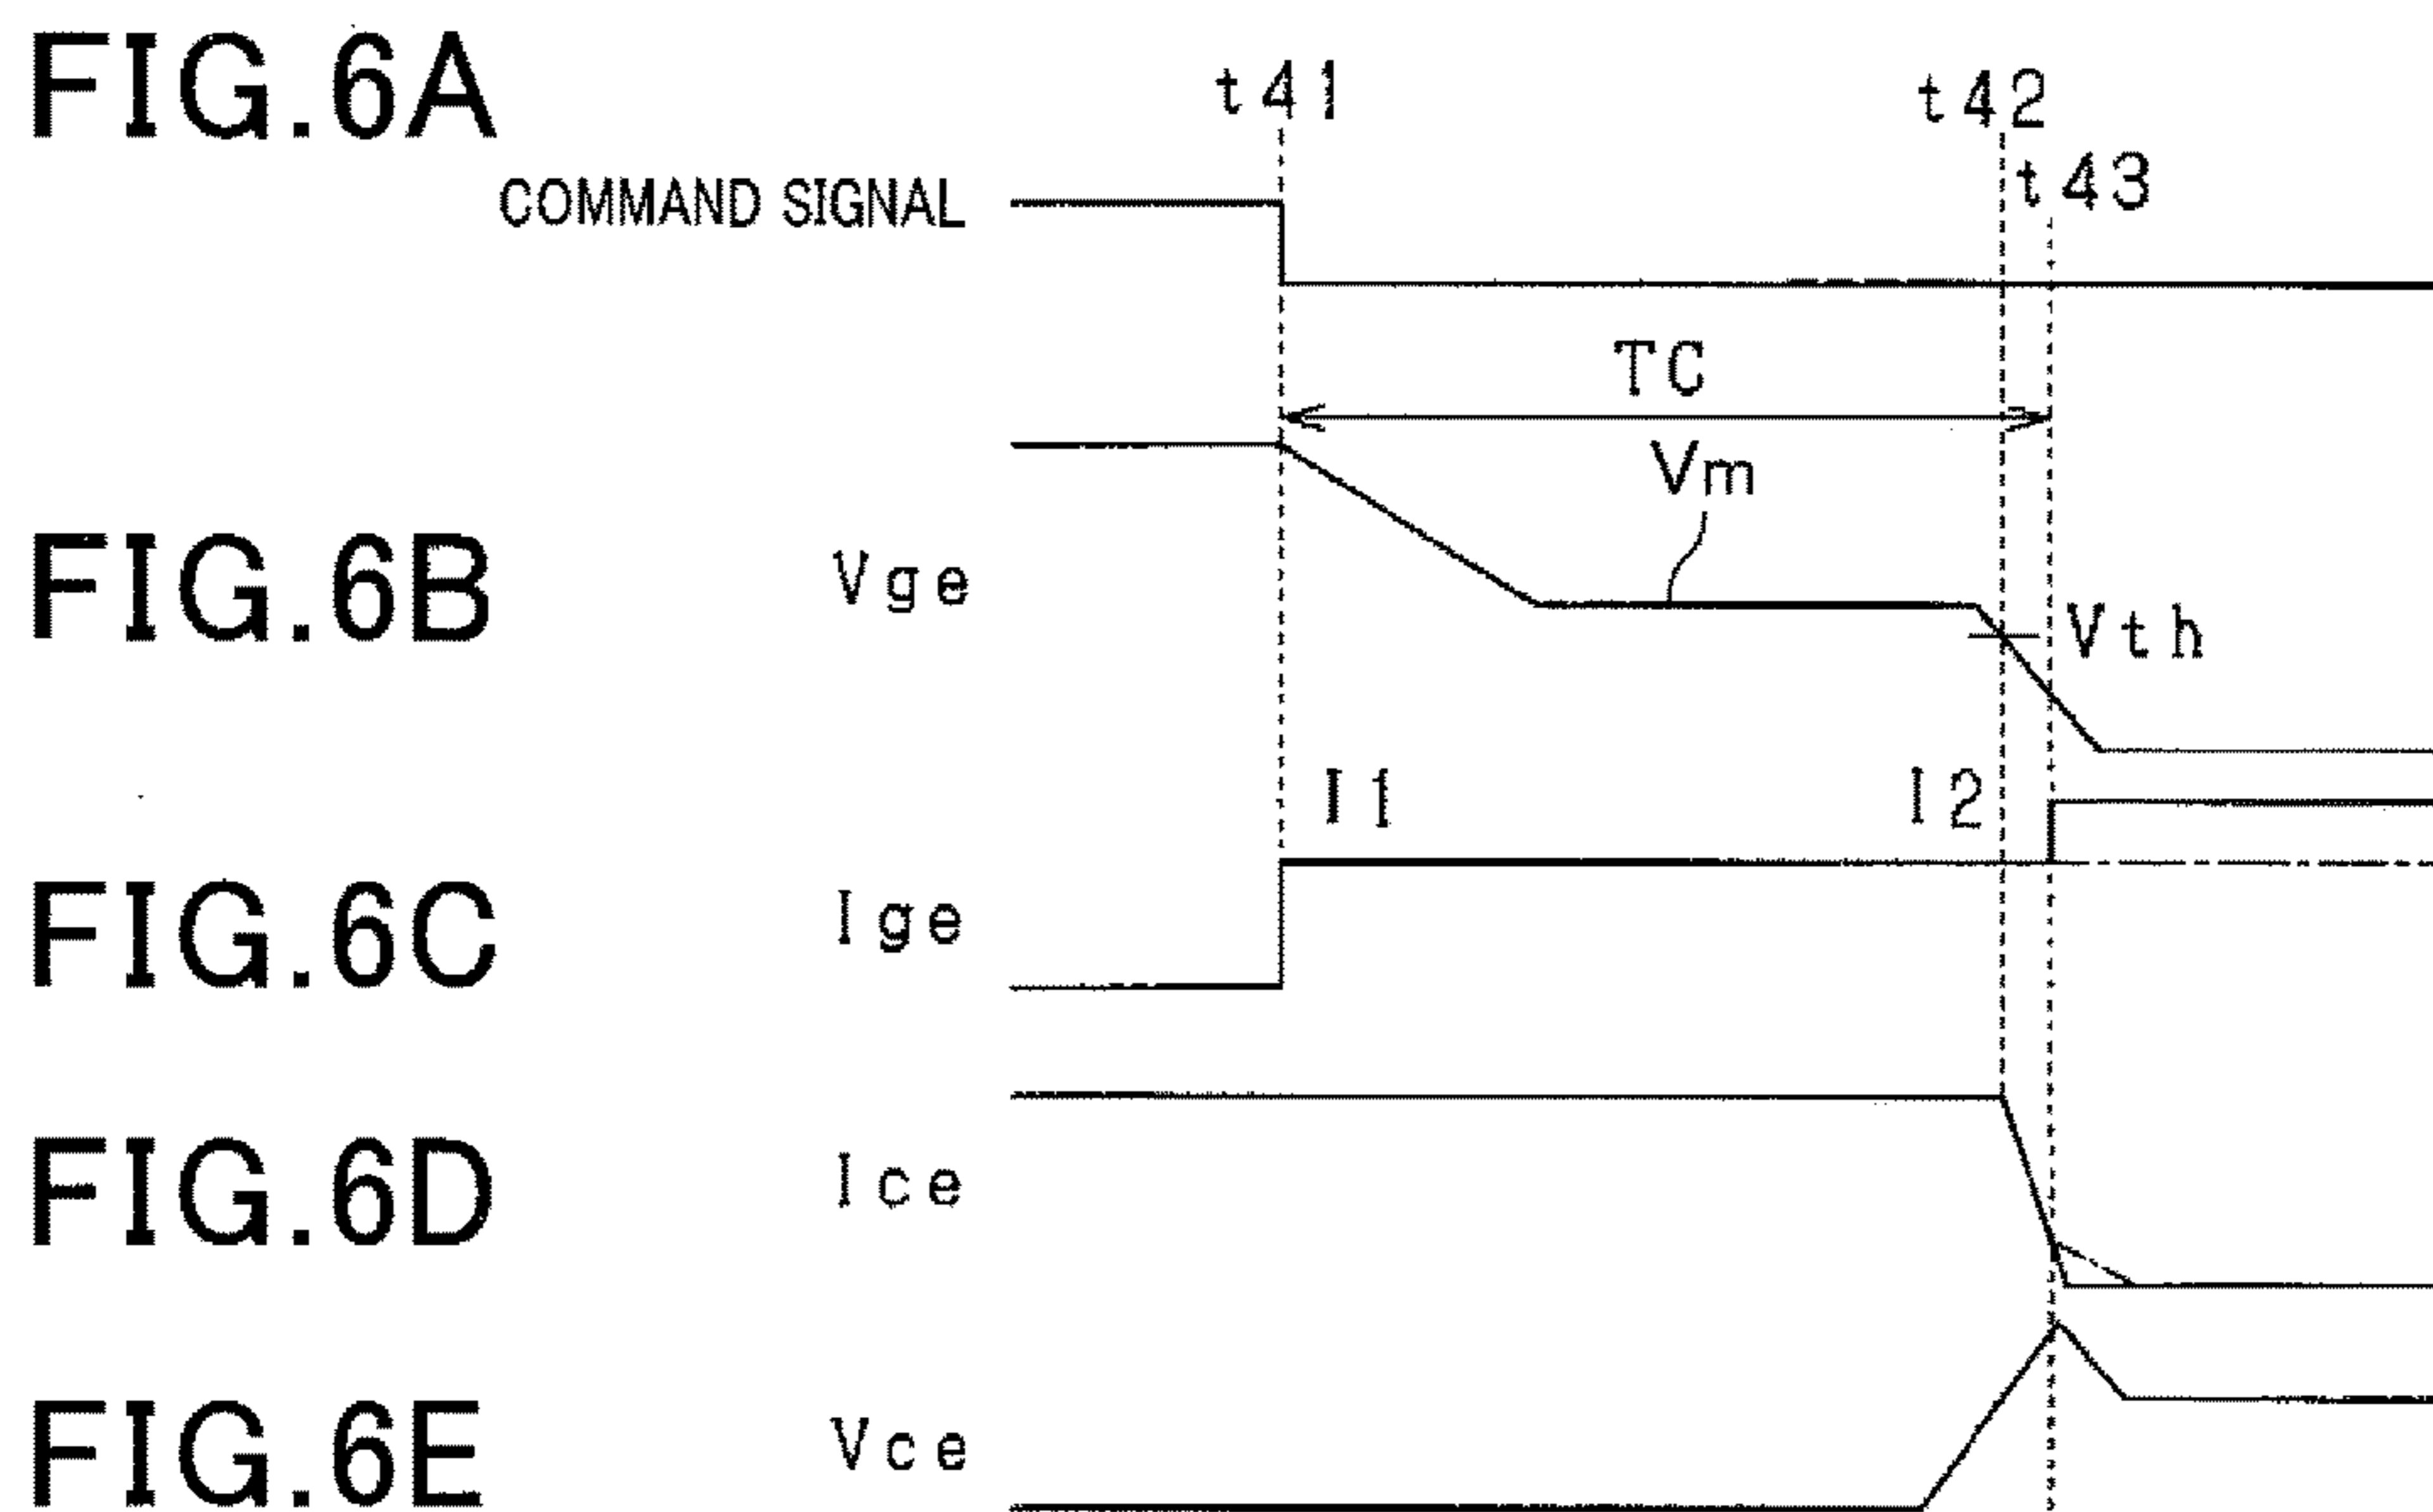 FIG.6A
t41
t42
t43
COMMAND SIGNAL
TC
Vm
FIG.6B
Vge
Vth
I1
I2
FIG.6C
Ige
FIG.6D
Ice
FIG.6E
Vce